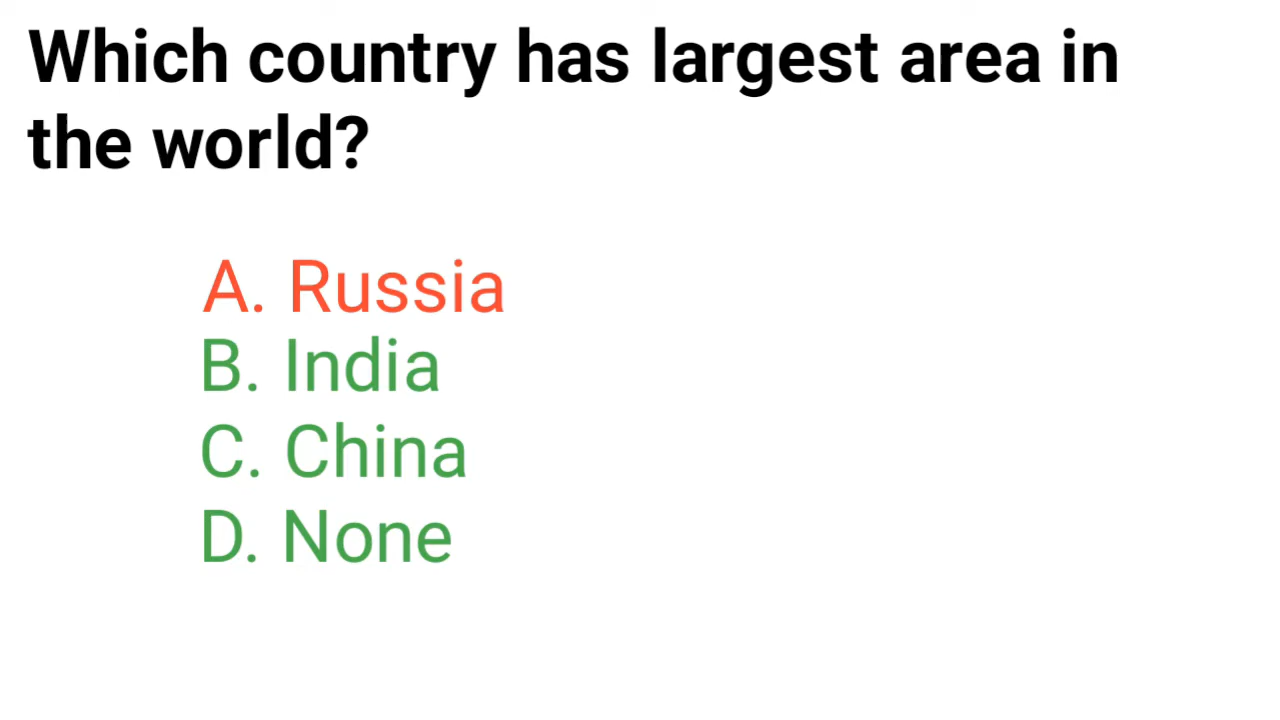 Which country has largest area in
the world?
A. Russia
B. India
C. China
D. None